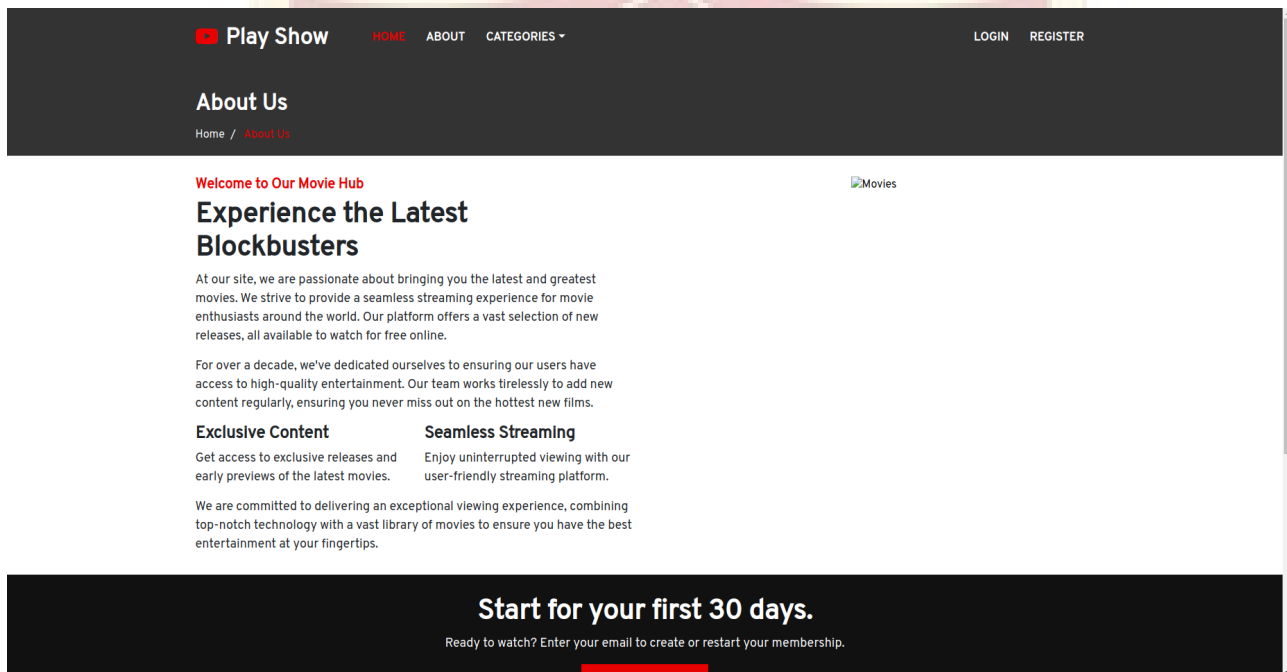 Play Show HOME ABOUT CATEGORIES LOGIN REGISTER
About Us
Home / About Us
Welcome to Our Movie Hub
Experience the Latest
Blockbusters
At our site, we are passionate about bringing you the latest and greatest
movies. We strive to provide a seamless streaming experience for movie
enthusiasts around the world. Our platform offers a vast selection of new
releases, all available to watch for free online.
For over a decade, we've dedicated ourselves to ensuring our users have
access to high-quality entertainment. Our team works tirelessly to add new
content regularly, ensuring you never miss out on the hottest new films.
Exclusive Content
Get access to exclusive releases and
early previews of the latest movies.
Seamless Streaming
Enjoy uninterrupted viewing with our
user-friendly streaming platform.
We are committed to delivering an exceptional viewing experience, combining
top-notch technology with a vast library of movies to ensure you have the best
entertainment at your fingertips.
Movies
Start for your first 30 days.
Ready to watch? Enter your email to create or restart your membership.